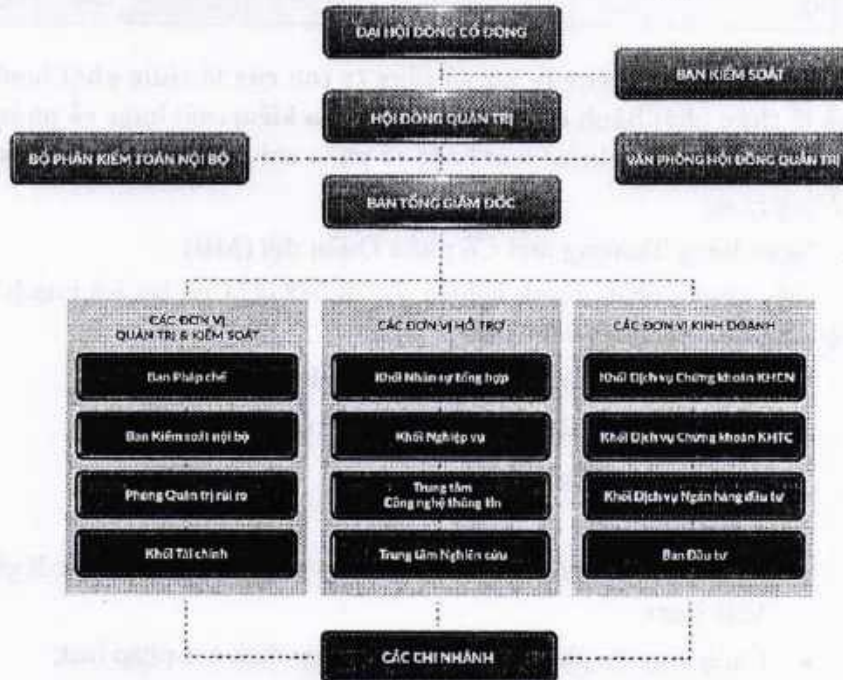 ĐẠI HỘI ĐỒNG CỔ ĐÔNG
BAN KIỂM SOÁT
HỘI ĐỒNG QUẢN TRỊ
BỘ PHẬN KIỂM TOÁN NỘI BỘ
VĂN PHÒNG HỘI ĐỒNG QUẢN TRỊ
BAN TỔNG GIÁM ĐỐC
CÁC ĐƠN VỊ
QUẢN TRỊ & KIỂM SOÁT
Ban Pháp chế
Ban Kiểm soát nội bộ
Phòng Quản trị rủi ro
Khối Tài chính
CÁC ĐƠN VỊ HỖ TRỢ
Khối Nhân sự tổng hợp
Khối Nghiệp vụ
Trung tâm
Công nghệ thông tin
Trung tâm Nghiên cứu
CÁC ĐƠN VỊ KINH DOANH
Khối Dịch vụ Chứng khoán KHCN
Khối Dịch vụ Chứng khoán KHTC
Khối Dịch vụ Ngân hàng đầu tư
Ban Đầu tư
CÁC CHI NHÁNH